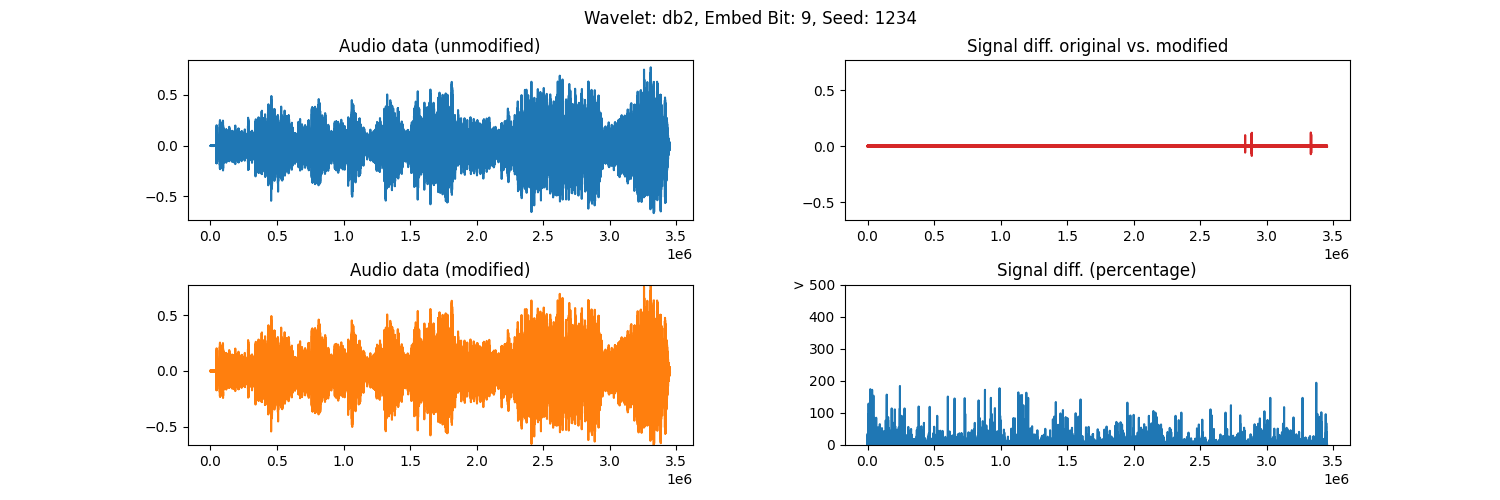 Wavelet: db2, Embed Bit: 9, Seed: 1234
Audio data (unmodified)
0.5
0.0
−0.5
0.0 0.5 1.0 1.5 2.0 2.5 3.0 3.5
1e6
Signal diff. original vs. modified
0.5
0.0
−0.5
0.0 0.5 1.0 1.5 2.0 2.5 3.0 3.5
1e6
Audio data (modified)
0.5
0.0
−0.5
0.0 0.5 1.0 1.5 2.0 2.5 3.0 3.5
1e6
Signal diff. (percentage)
> 500
400
300
200
100
0
0.0 0.5 1.0 1.5 2.0 2.5 3.0 3.5
1e6